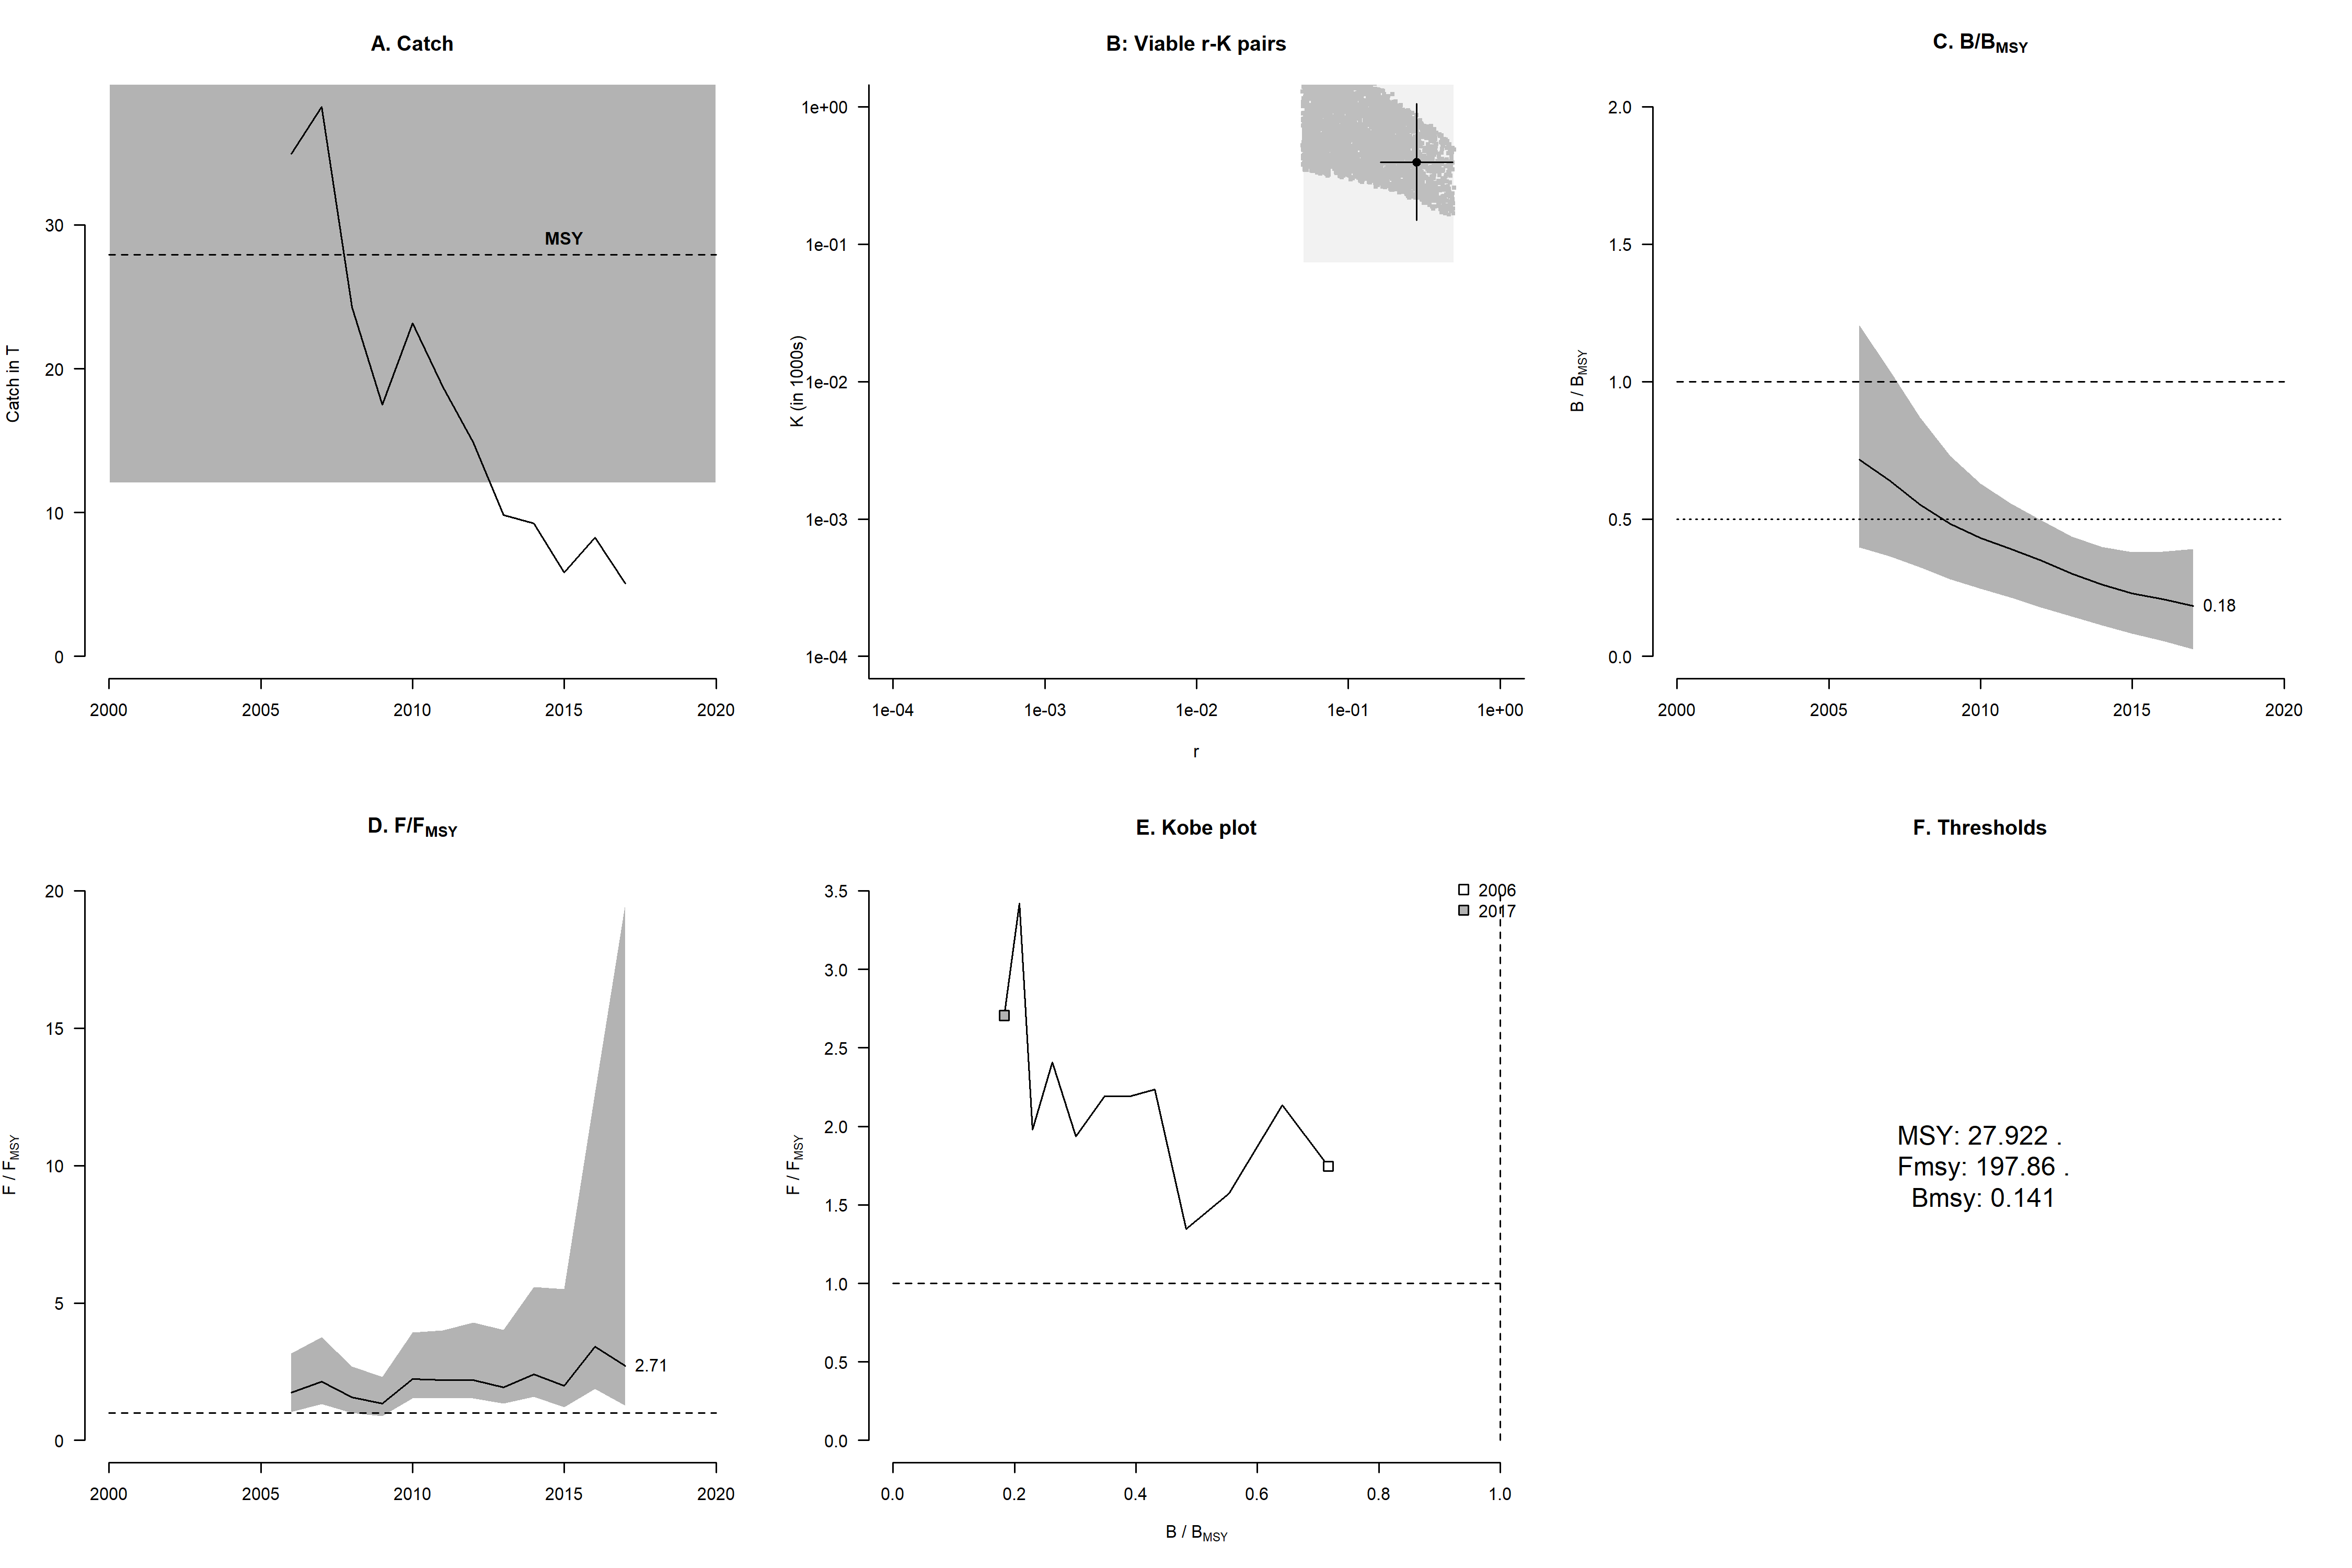 A. Catch
Catch in T
30
20
10
0
MSY
2000 2005 2010 2015 2020
B: Viable r-K pairs
K (in 1000s)
1e+00
1e-01
1e-02
1e-03
1e-04
1e-04 1e-03 1e-02 1e-01 1e+00
r
C. B/BMSY
B / BMSY
2.0
1.5
1.0
0.5
0.0
0.18
2000 2005 2010 2015 2020
D. F/FMSY
F / FMSY
20
15
10
5
0
2.71
2000 2005 2010 2015 2020
E. Kobe plot
F / FMSY
3.5
3.0
2.5
2.0
1.5
1.0
0.5
0.0
2006
2017
0.0 0.2 0.4 0.6 0.8 1.0
B / BMSY
F. Thresholds
MSY: 27.922 .
Fmsy: 197.86 .
Bmsy: 0.141